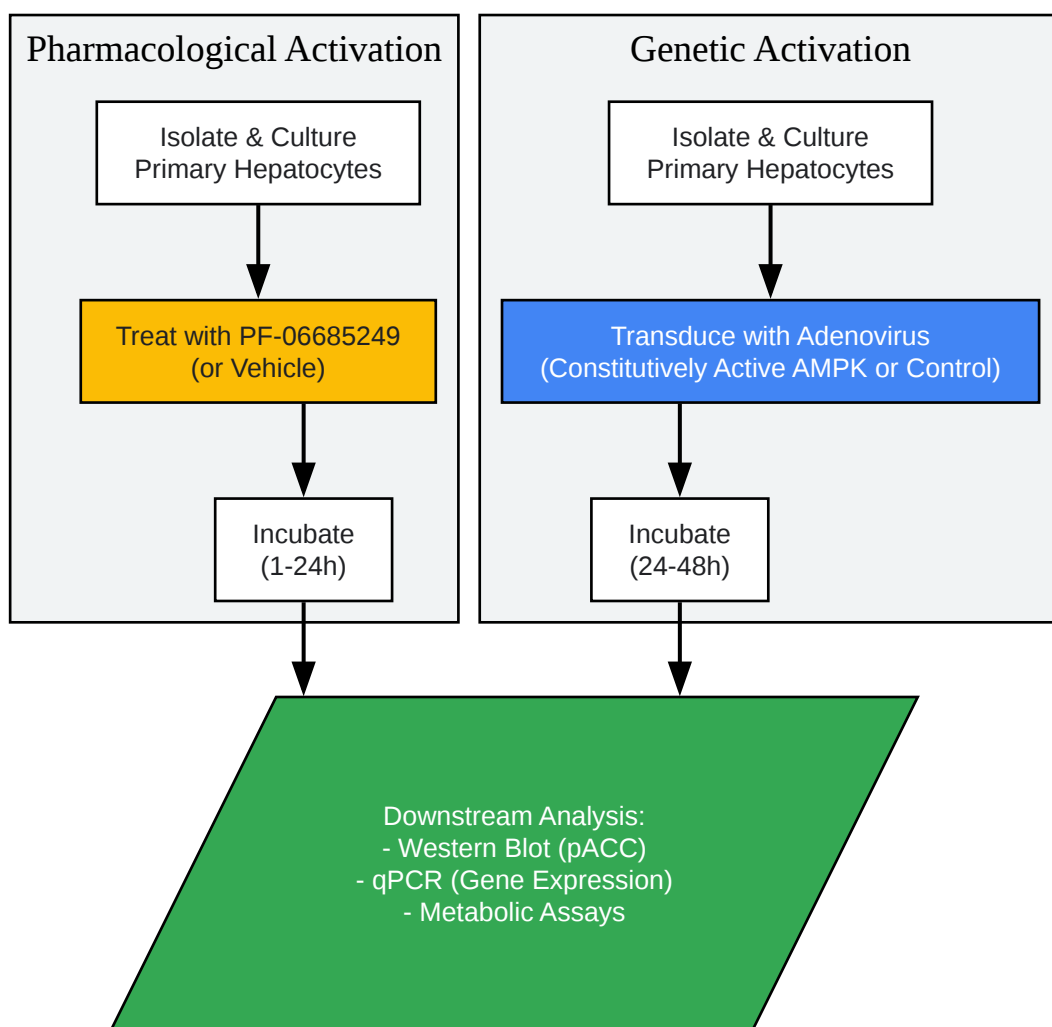 Pharmacological Activation
Isolate & Culture
Primary Hepatocytes
Treat with PF-06685249
(or Vehicle)
Incubate
(1-24h)
Genetic Activation
Isolate & Culture
Primary Hepatocytes
Transduce with Adenovirus
(Constitutively Active AMPK or Control)
Incubate
(24-48h)
Downstream Analysis:
- Western Blot (pACC)
- qPCR (Gene Expression)
- Metabolic Assays